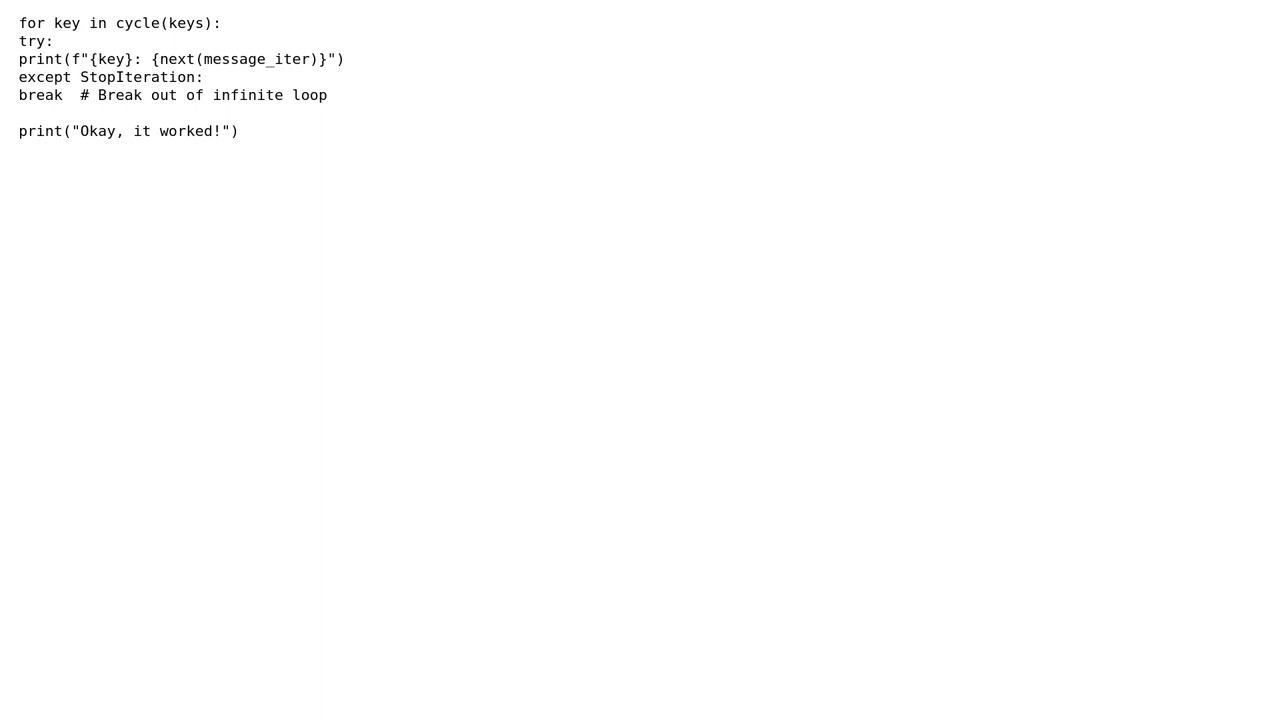 for key in cycle(keys):
try:
print(f"{key}: {next(message_iter)}")
except StopIteration:
break  # Break out of infinite loop

print("Okay, it worked!")